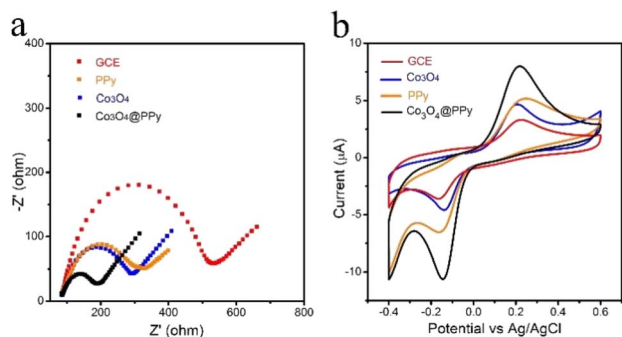 a
b
400
300
200
100
0
-Z' (ohm)
GCE
PPy
Co3O4
Co3O4@PPy
200 400 600 800
Z' (ohm)
10
5
0
-5
-10
Current (μA)
GCE
Co₃O₄
PPy
Co₃O₄@PPy
-0.4 -0.2 0.0 0.2 0.4 0.6
Potential vs Ag/AgCl